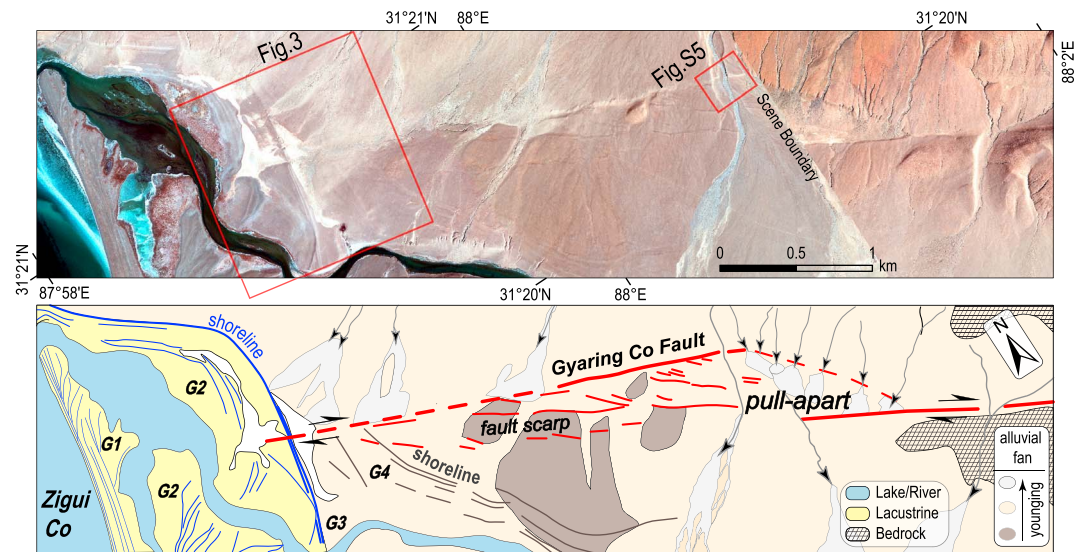 31°21'N
88°E
31°20'N
88°2'E
Fig.3
Fig.S5
Scene Boundary
0
0.5
1
km
31°21'N
87°58'E
31°20'N
88°E
shoreline
N
Gyaring Co Fault
G2
pull-apart
G1
fault scarp
shoreline
G4
G2
Zigui
Co
G3
Lake/River
Lacustrine
Bedrock
alluvial
fan
younging